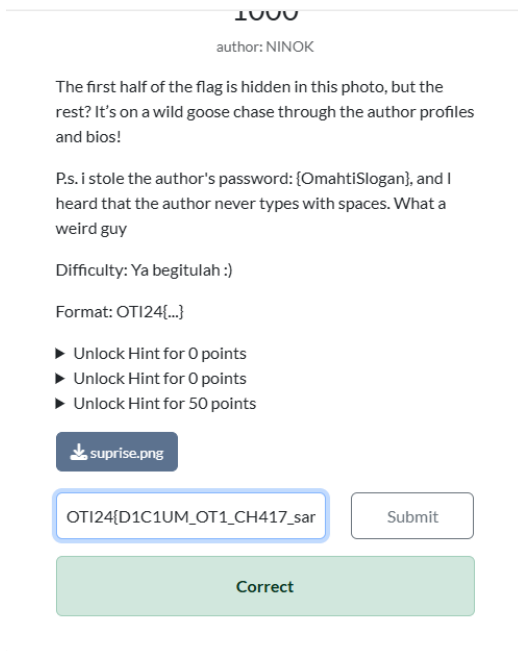 1000
author: NINOK
The first half of the flag is hidden in this photo, but the
rest? It's on a wild goose chase through the author profiles
and bios!
P.s. i stole the author's password: {OmahtiSlogan}, and I
heard that the author never types with spaces. What a
weird guy
Difficulty: Ya begitulah :)
Format: OTI24{...}
Unlock Hint for 0 points
Unlock Hint for 0 points
Unlock Hint for 50 points
suprise.png
OTI24{D1C1UM_OT1_CH417_sar
Submit
Correct